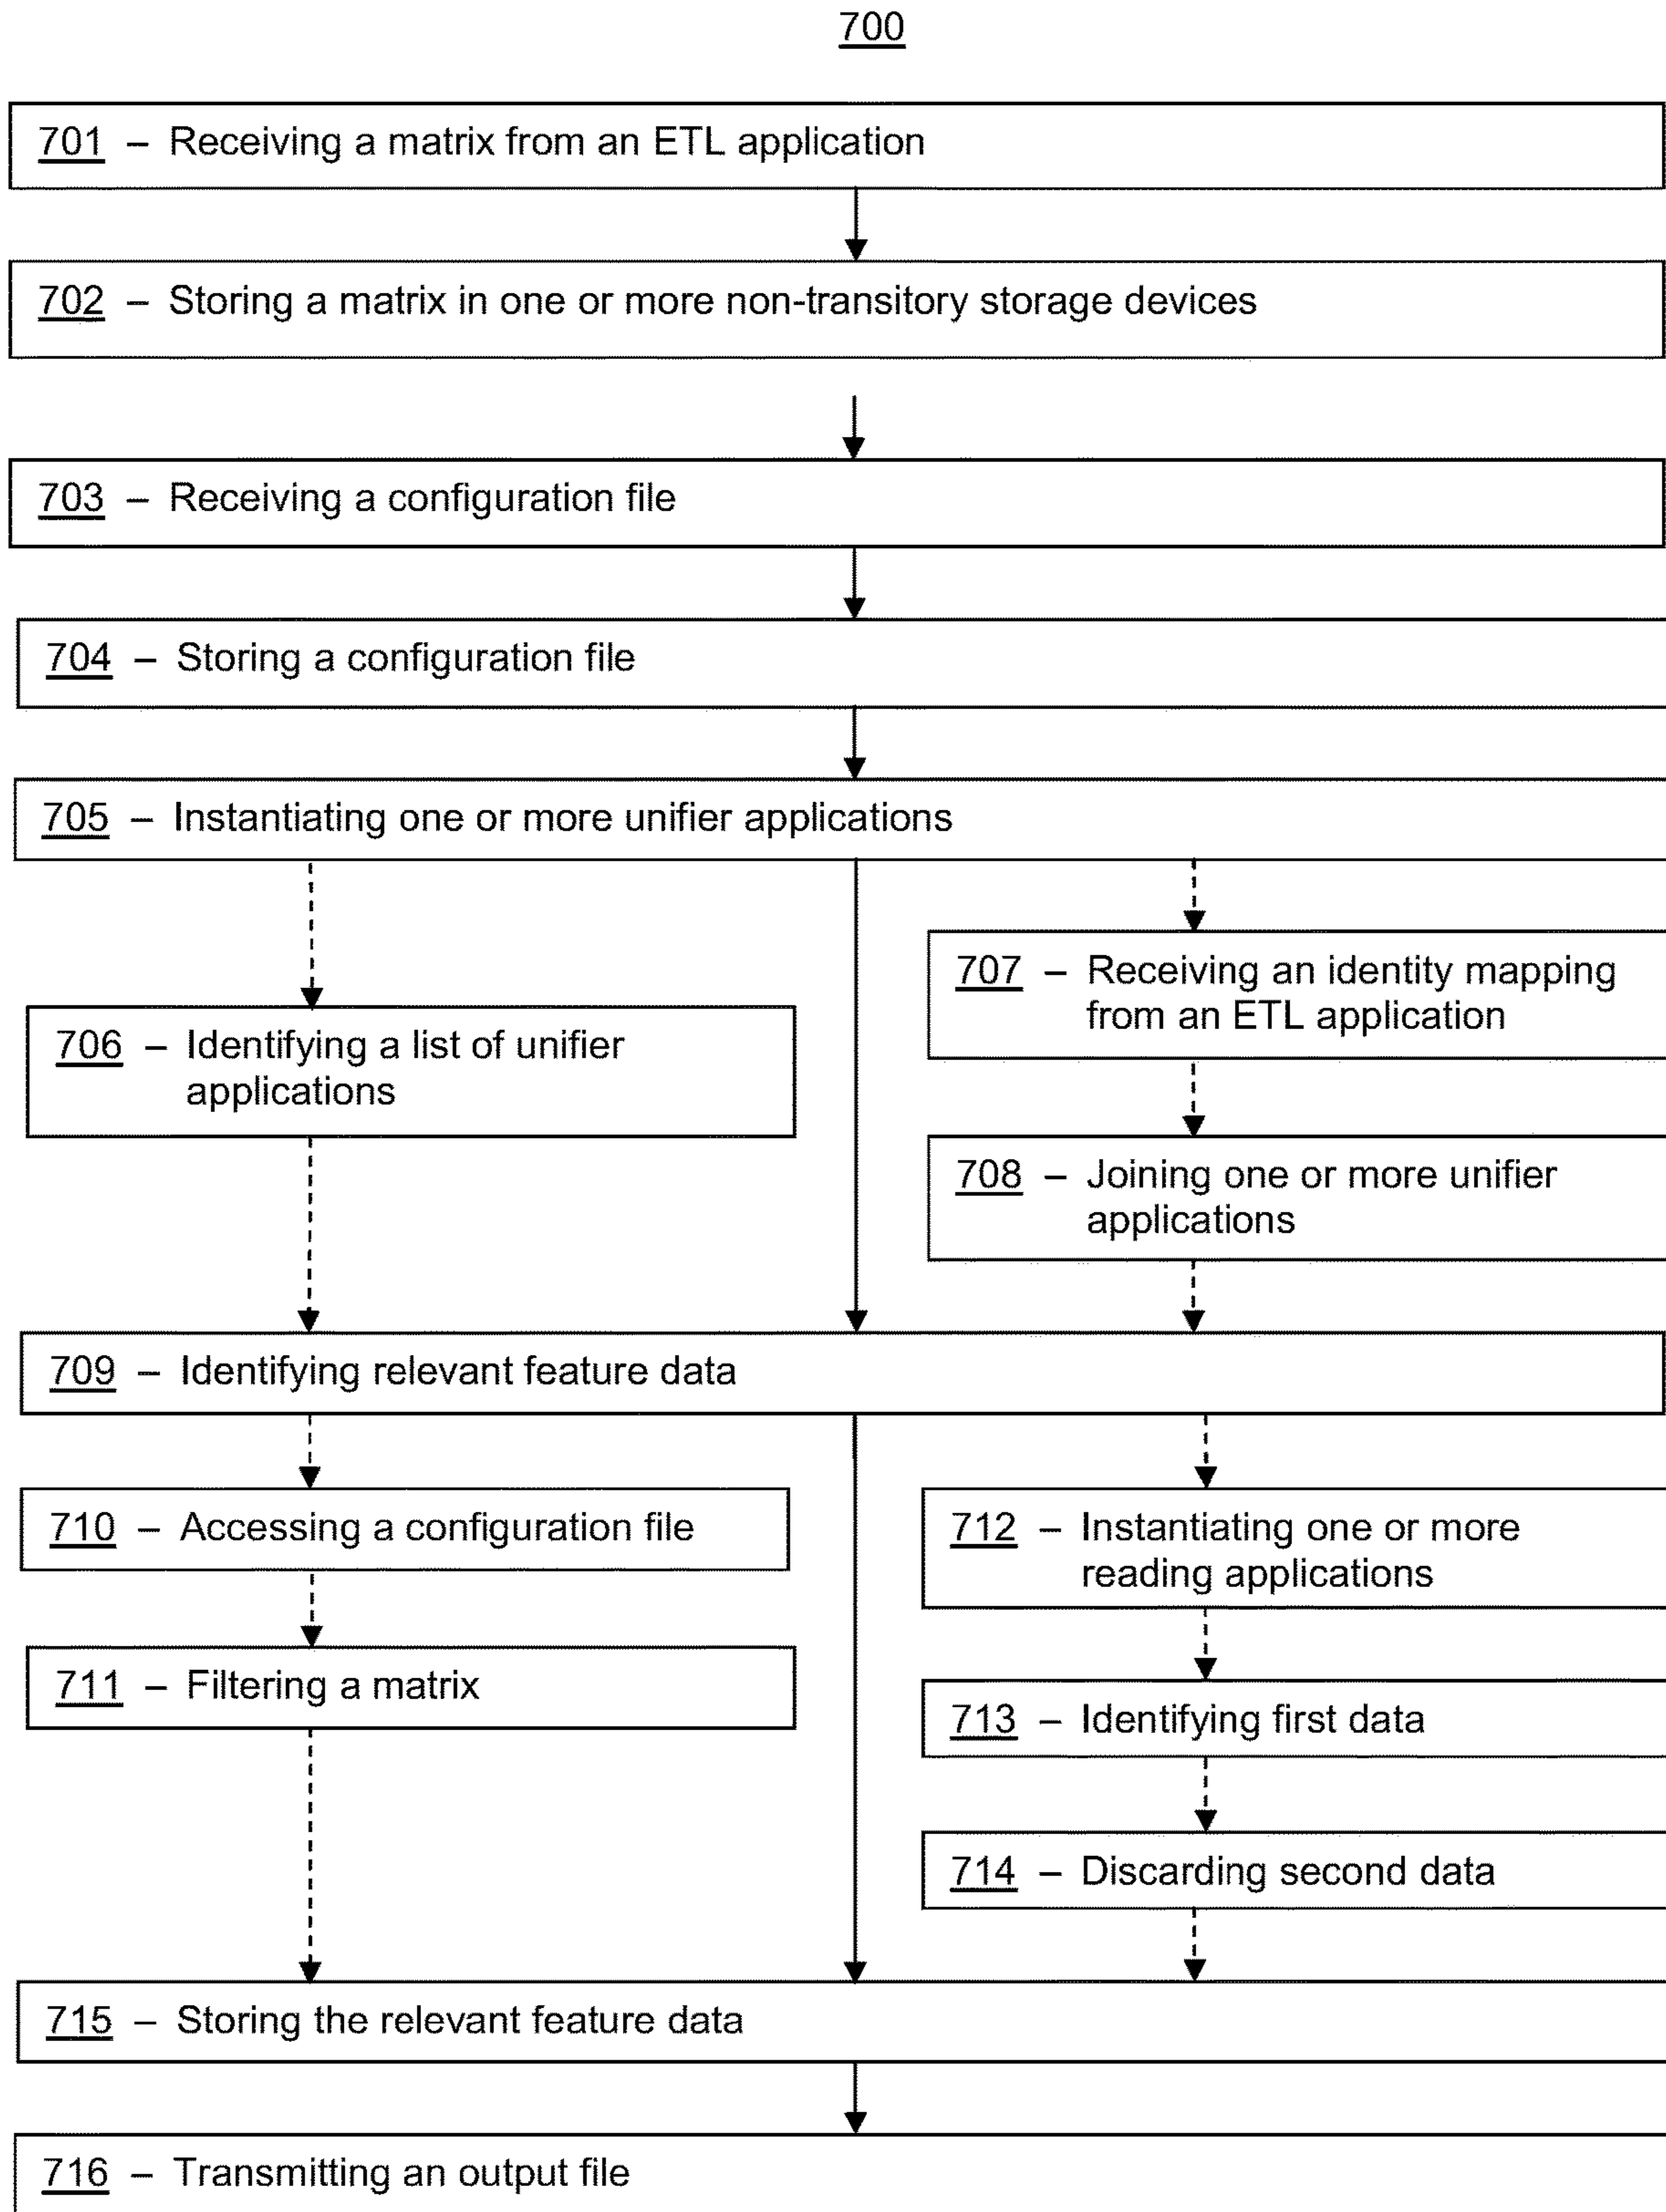 700
701 – Receiving a matrix from an ETL application
702 – Storing a matrix in one or more non-transitory storage devices
703 – Receiving a configuration file
704 – Storing a configuration file
705 – Instantiating one or more unifier applications
706 – Identifying a list of unifier
applications
707 – Receiving an identity mapping
from an ETL application
708 – Joining one or more unifier
applications
709 – Identifying relevant feature data
710 – Accessing a configuration file
711 – Filtering a matrix
712 – Instantiating one or more
reading applications
713 – Identifying first data
714 – Discarding second data
715 – Storing the relevant feature data
716 – Transmitting an output file